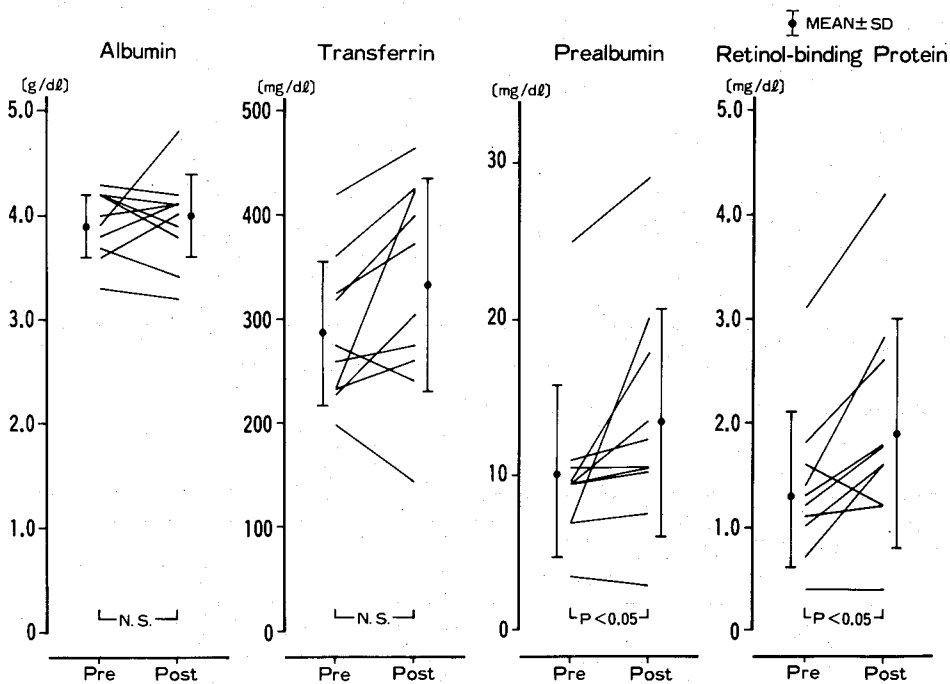 MEAN±SD
Albumin
Transferrin
Prealbumin
Retinol-binding Protein
(g/dℓ)
5.0
4.0
3.0
2.0
1.0
0
N.S.
Pre Post
(mg/dℓ)
500
400
300
200
100
0
N.S.
Pre Post
(mg/dℓ)
30
20
10
0
P<0.05
Pre Post
(mg/dℓ)
5.0
4.0
3.0
2.0
1.0
0
P<0.05
Pre Post